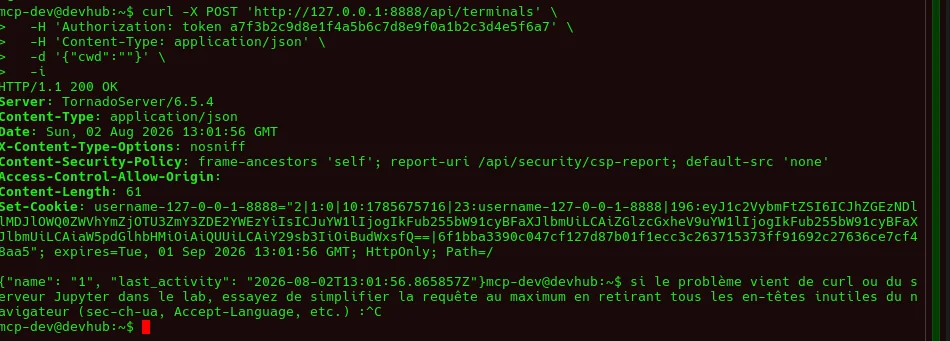 mcp-dev@devhub:~$ curl -X POST 'http://127.0.0.1:8888/api/terminals' \
>   -H 'Authorization: token a7f3b2c9d8e1f4a5b6c7d8e9f0a1b2c3d4e5f6a7' \
>   -H 'Content-Type: application/json' \
>   -d '{"cwd":""}' \
>   -i
HTTP/1.1 200 OK
Server: TornadoServer/6.5.4
Content-Type: application/json
Date: Sun, 02 Aug 2026 13:01:56 GMT
X-Content-Type-Options: nosniff
Content-Security-Policy: frame-ancestors 'self'; report-uri /api/security/csp-report; default-src 'none'
Access-Control-Allow-Origin:
Content-Length: 61
Set-Cookie: username-127-0-0-1-8888="2|1:0|10:1785675716|23:username-127-0-0-1-8888|196:eyJ1c2VybmFtZSI6ICJhZGEzNDl
lMDJlOWQ0ZWVhYmZjOTU3ZmY3ZDE2YWEzYiIsICJuYW1lIjogIkFub255bW91cyBFaXJlbmUiLCAiZGlzcGxheV9uYW1lIjogIkFub255bW91cyBFaX
JlbmUiLCAiaW5pdGlhbHMiOiAiQUUiLCAiY29sb3IiOiBudWxsfQ==|6f1bba3390c047cf127d87b01f1ecc3c263715373ff91692c27636ce7cf4
8aa5"; expires=Tue, 01 Sep 2026 13:01:56 GMT; HttpOnly; Path=/

{"name": "1", "last_activity": "2026-08-02T13:01:56.865857Z"}mcp-dev@devhub:~$ si le problème vient de curl ou du s
erveur Jupyter dans le lab, essayez de simplifier la requête au maximum en retirant tous les en-têtes inutiles du n
avigateur (sec-ch-ua, Accept-Language, etc.) :^C
mcp-dev@devhub:~$